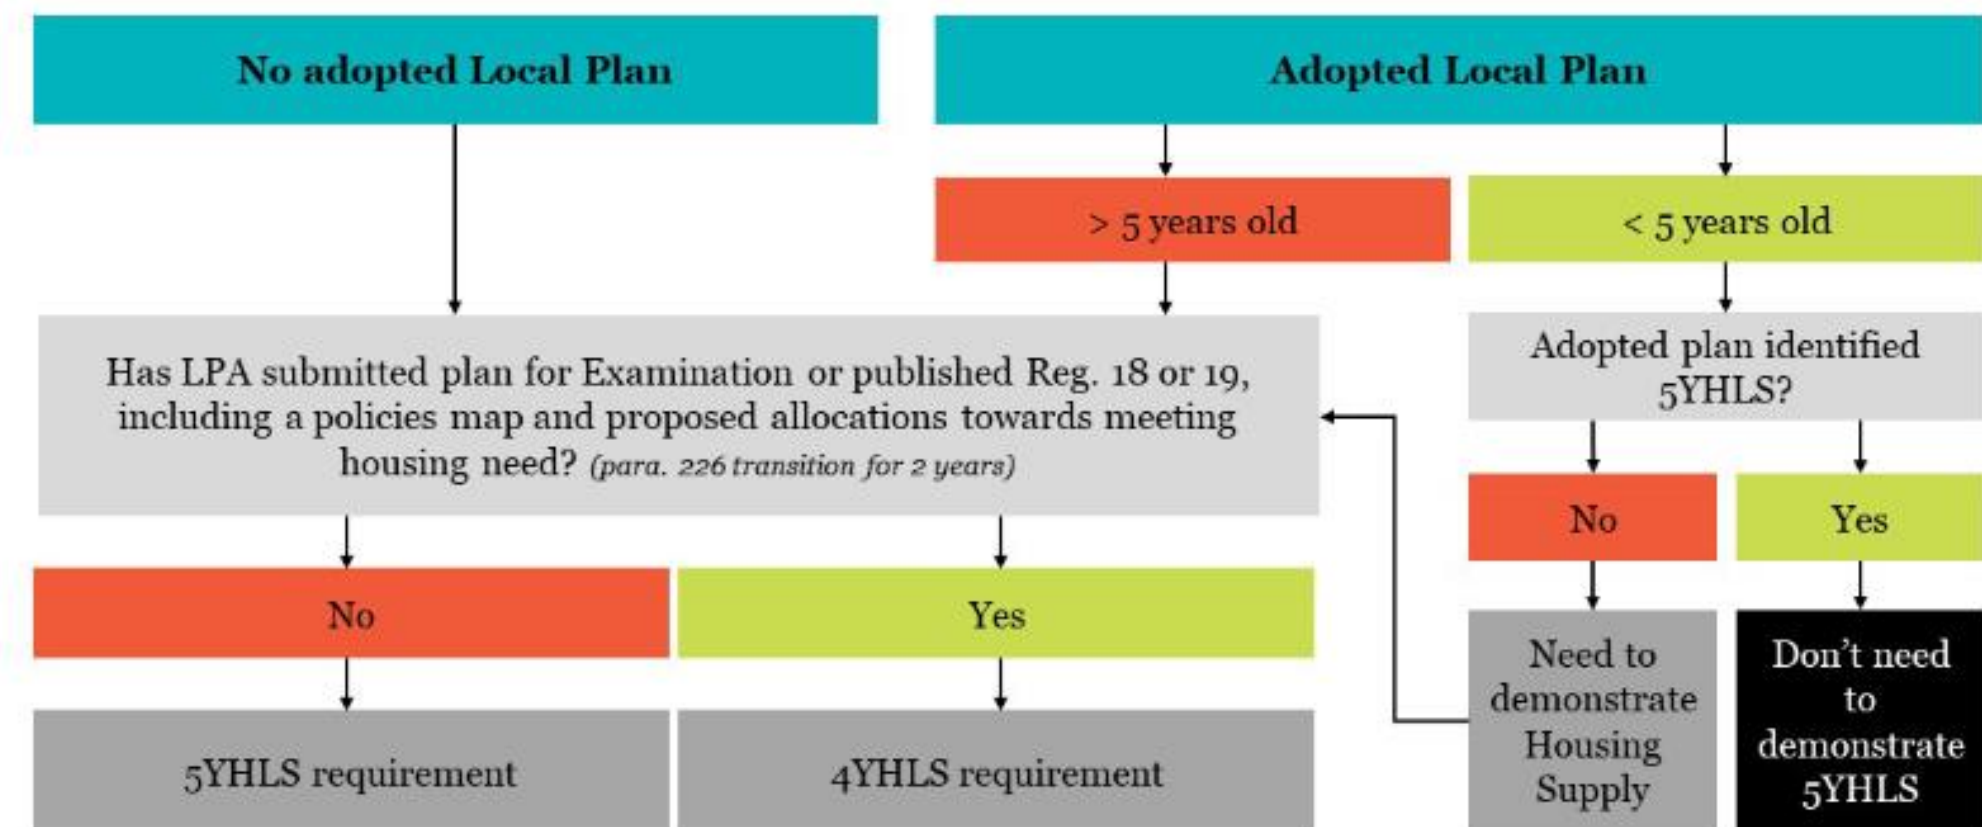 No adopted Local Plan
Adopted Local Plan
> 5 years old
< 5 years old
Has LPA submitted plan for Examination or published Reg. 18 or 19,
including a policies map and proposed allocations towards meeting
housing need? (para. 226 transition for 2 years)
Adopted plan identified
5YHLS?
No
Yes
No
Yes
5YHLS requirement
4YHLS requirement
Need to
demonstrate
Housing
Supply
Don’t need
to
demonstrate
5YHLS